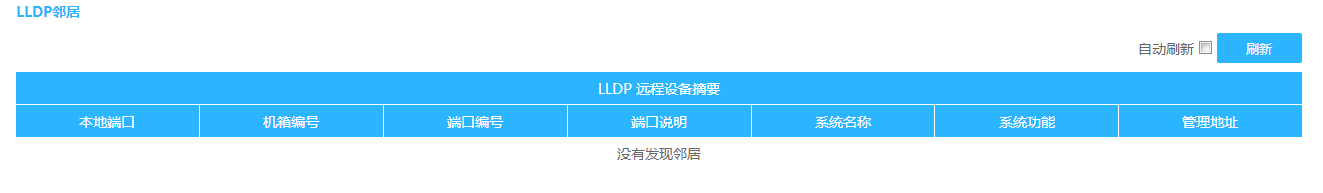 LLDP邻居
自动刷新 刷新
LLDP 远程设备摘要
本地端口 机箱编号 端口编号 端口说明 系统名称 系统功能 管理地址
没有发现邻居